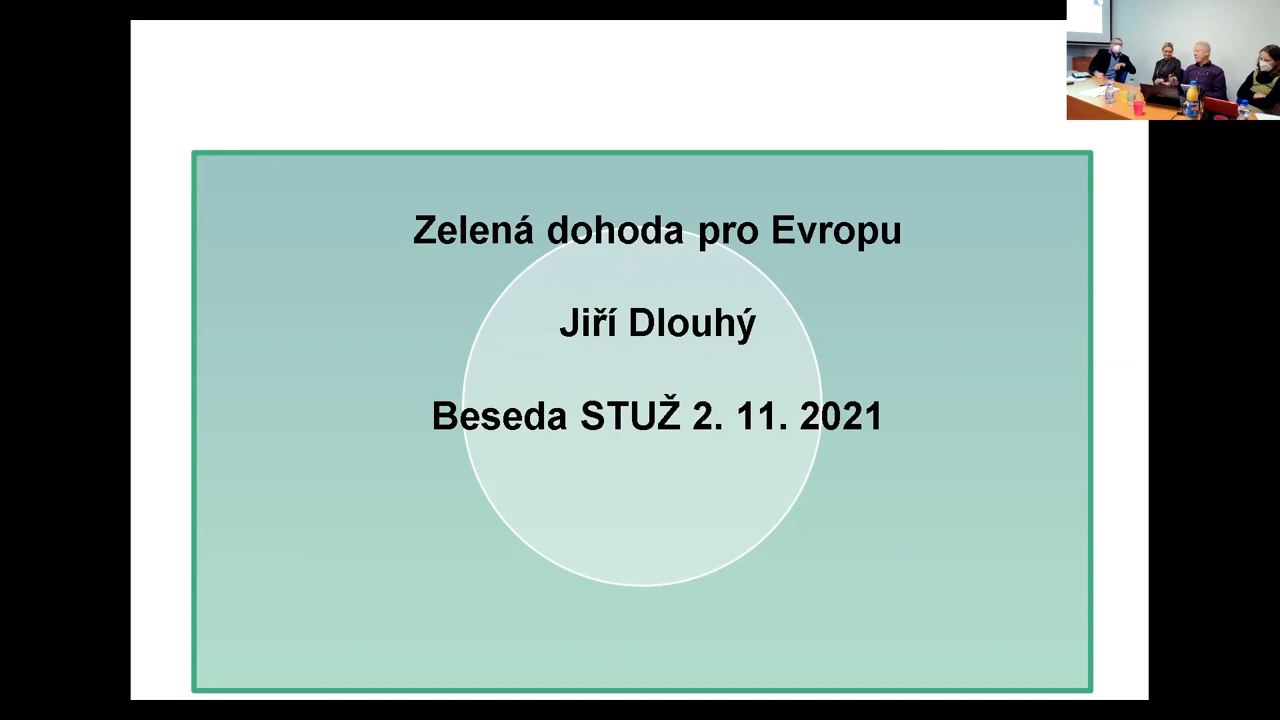 Zelená dohoda pro Evropu
Jiří Dlouhý
Beseda STUŽ 2. 11. 2021